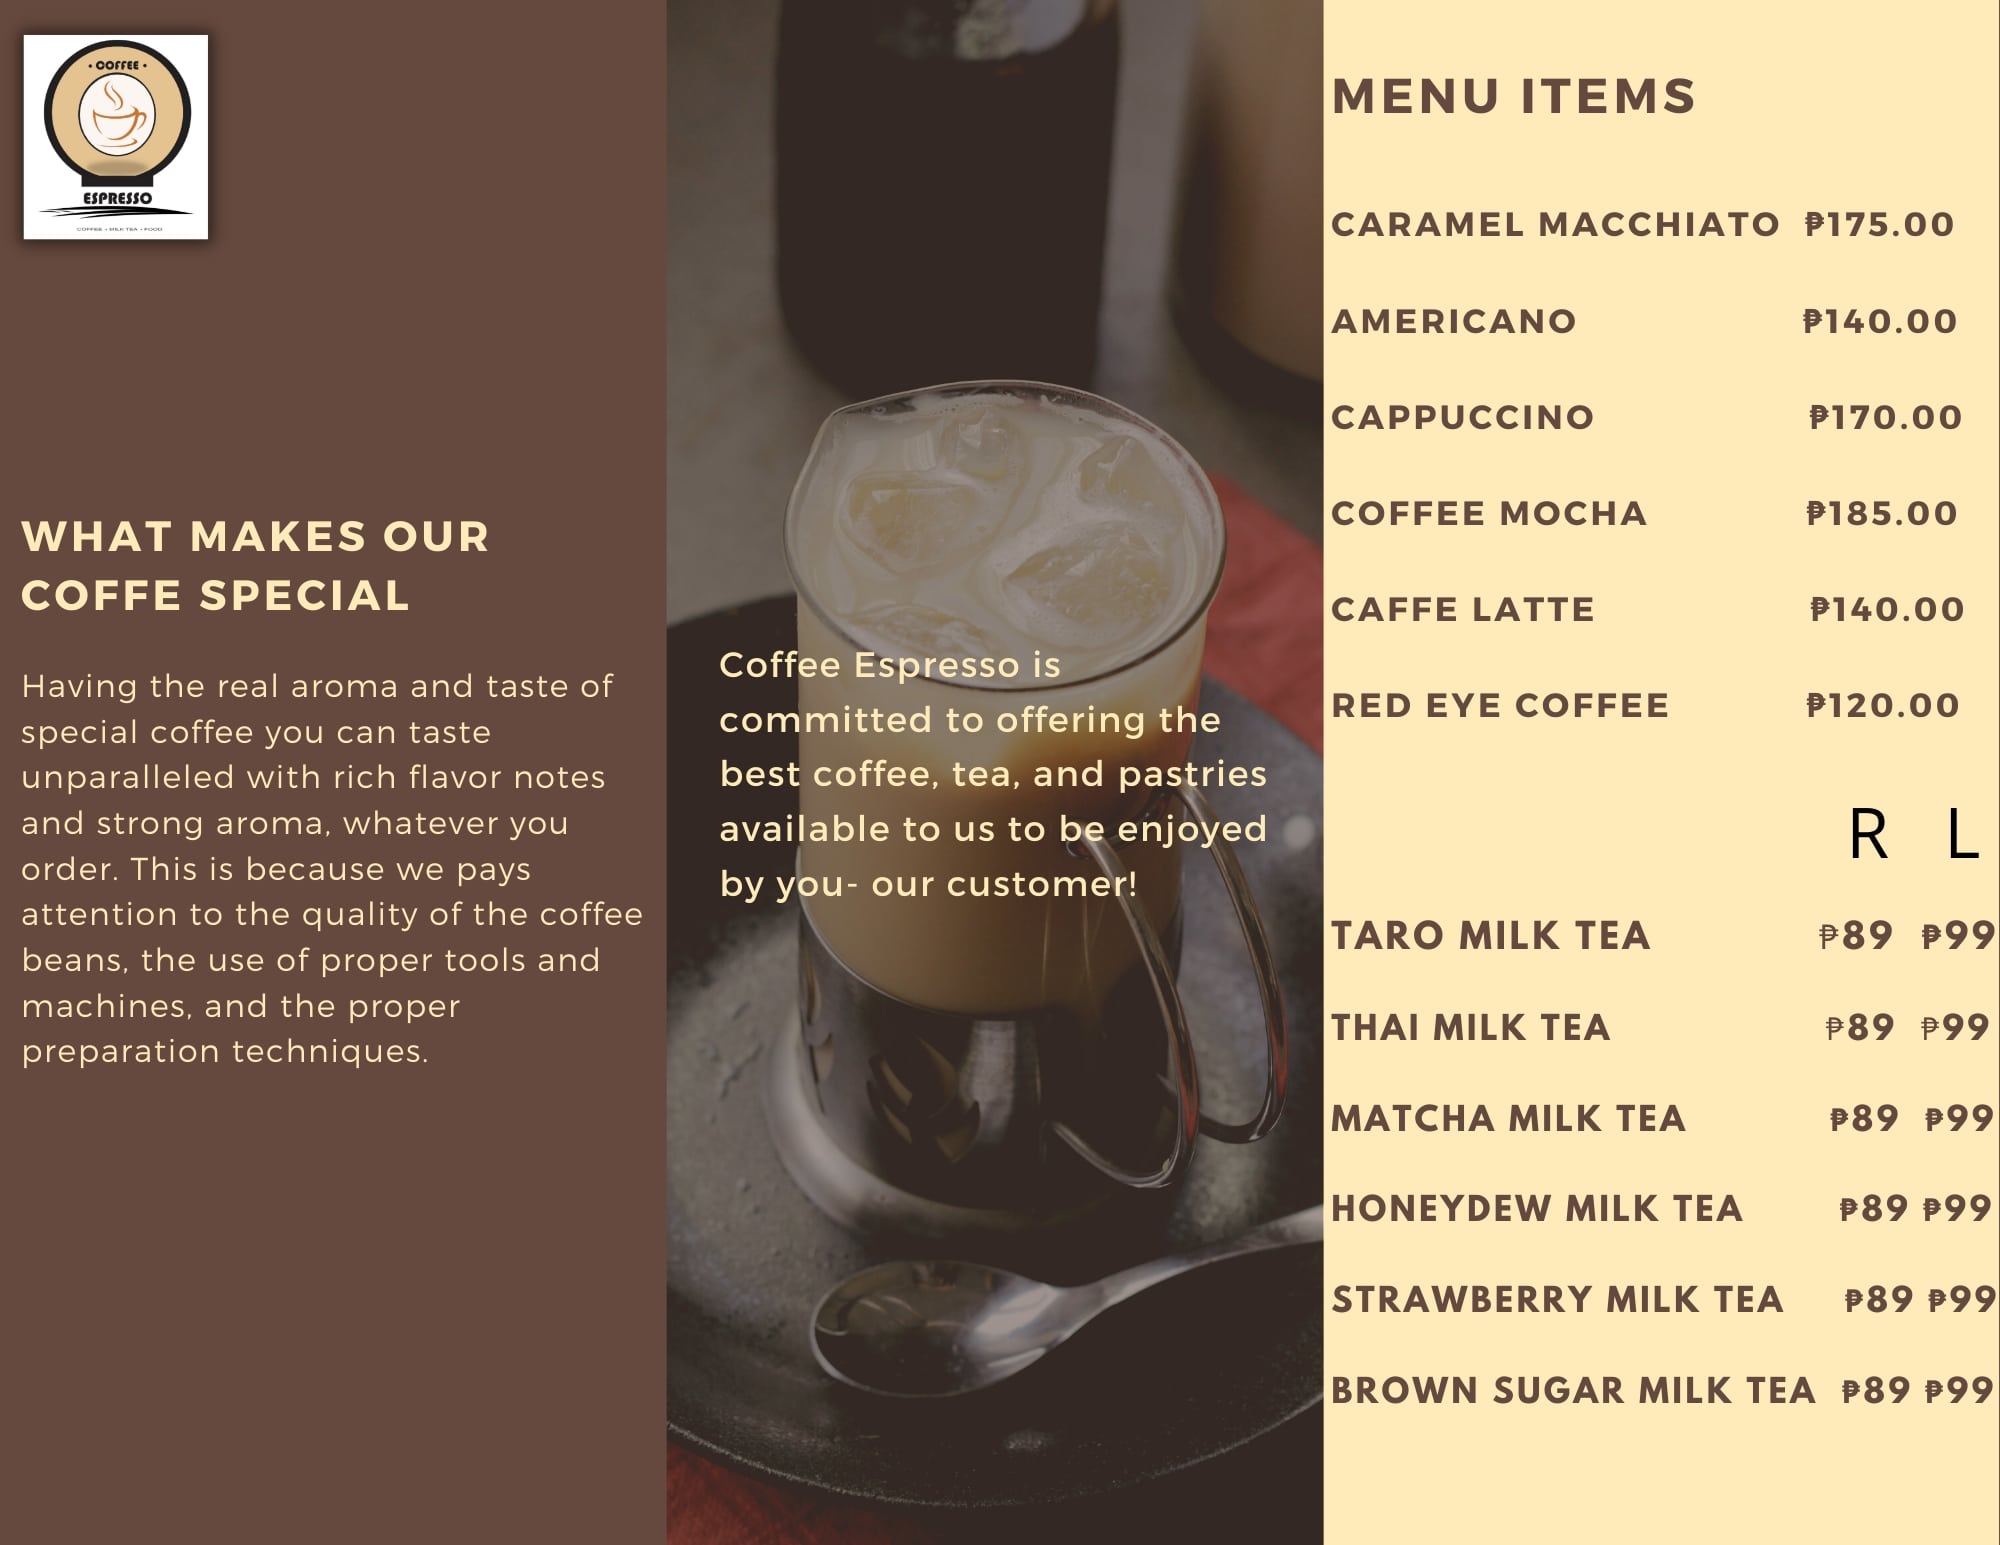 • COFFEE •
ESPRESSO
COFFEE • MILK TEA • FOOD
WHAT MAKES OUR
COFFE SPECIAL
Having the real aroma and taste of
special coffee you can taste
unparalleled with rich flavor notes
and strong aroma, whatever you
order. This is because we pays
attention to the quality of the coffee
beans, the use of proper tools and
machines, and the proper
preparation techniques.
Coffee Espresso is
committed to offering the
best coffee, tea, and pastries
available to us to be enjoyed
by you- our customer!
MENU ITEMS
CARAMEL MACCHIATO ₱175.00
AMERICANO ₱140.00
CAPPUCCINO ₱170.00
COFFEE MOCHA ₱185.00
CAFFE LATTE ₱140.00
RED EYE COFFEE ₱120.00
R L
TARO MILK TEA ₱89 ₱99
THAI MILK TEA ₱89 ₱99
MATCHA MILK TEA ₱89 ₱99
HONEYDEW MILK TEA ₱89 ₱99
STRAWBERRY MILK TEA ₱89 ₱99
BROWN SUGAR MILK TEA ₱89 ₱99